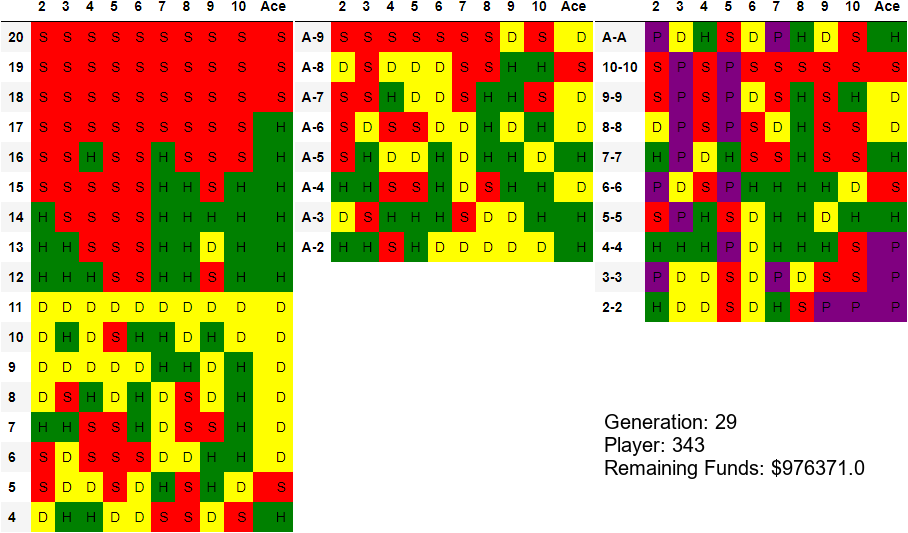 2 3 4 5 6 7 8 9 10 Ace
20 S S S S S S S S S S
19 S S S S S S S S S S
18 S S S S S S S S S S
17 S S S S S S S S S H
16 S S H S S H S S S H
15 S S S S S H H S H H
14 H S S S S H H H H H
13 H H S S S H H D H H
12 H H H S S H H S H H
11 D D D D D D D D D D
10 D H D S H H D H D D
9 D D D D D H H D H D
8 D S H D H D S D H D
7 H H S S H D S S H D
6 S D S S S D D H H D
5 S D D S D H S H D S
4 D H H D D S S D S H
2 3 4 5 6 7 8 9 10 Ace
A-9 S S S S S S S D S D
A-8 D S D D D S S H H S
A-7 S S H D D S H H S D
A-6 S D S S D D H D H D
A-5 S H D D H D H H D H
A-4 H H S S H D S H H D
A-3 D S H H H S D D H H
A-2 H H S H D D D D D H
2 3 4 5 6 7 8 9 10 Ace
A-A P D H S D P H D S H
10-10 S P S P S S S S S S
9-9 S P S P D S H S H D
8-8 D P S P S D H S S D
7-7 H P D H S S H S S H
6-6 P D S P H H H H D S
5-5 S P H S D H H D H H
4-4 H H H P D H H H S P
3-3 P D D S D P D S S P
2-2 H D D S D H S P P P
Generation: 29
Player: 343
Remaining Funds: $976371.0